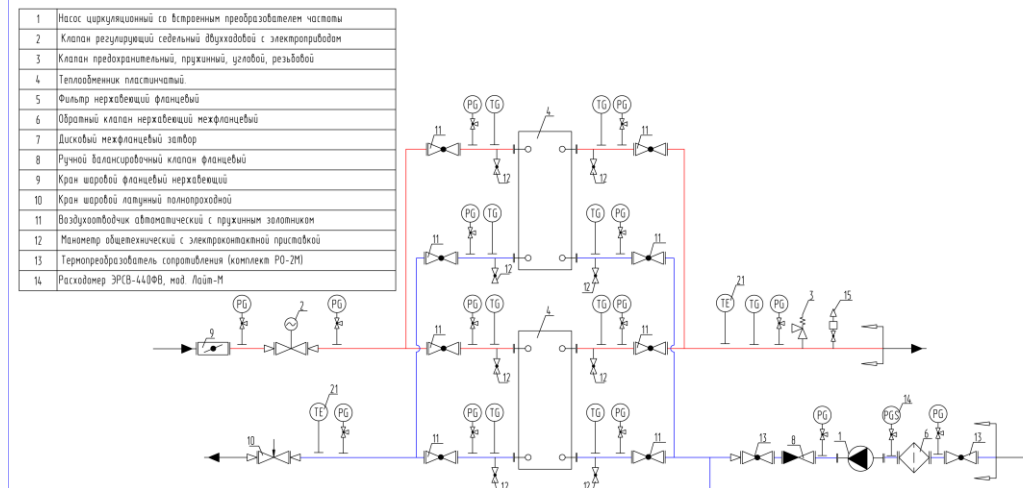 1 Насос циркуляционный со встроенным преобразователем частоты
2 Клапан регулирующий седельный двухходовой с электроприводом
3 Клапан предохранительный, пружинный, угловой, резьбовой
4 Теплообменник пластинчатый.
5 Фильтр нержавеющий фланцевый
6 Обратный клапан нержавеющий межфланцевый
7 Дисковый межфланцевый затвор
8 Ручной балансировочный клапан фланцевый
9 Кран шаровой фланцевый нержавеющий
10 Кран шаровой латунный полнопроходной
11 Воздухоотводчик автоматический с пружинным золотником
12 Манометр общетехнический с электроконтактной приставкой
13 Термопреобразователь сопротивления (комплект РО-2М)
14 Расходомер ЭРСВ-440ФВ, мод. Лайт-М
PG TG 4 TG PG
11 11
12 12
PG TG TG PG
11 11
12 12
PG 2 PG PG TG 4 TG PG 21 TE TG PG 3 15
9 11 11
12 12
21 TE PG PG TG TG PG PG PGS 14 PG
10 11 11 13 8 1 6 13
12 12